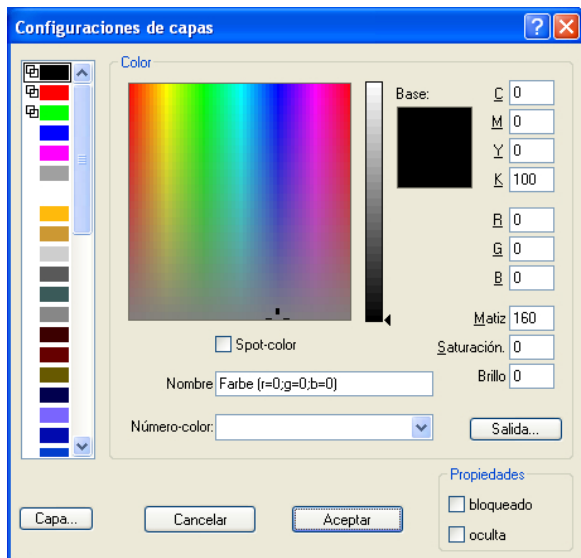 Configuraciones de capas
Color
Base:
C 0
M 0
Y 0
K 100
R 0
G 0
B 0
Matiz 160
Saturación. 0
Brillo 0
Spot-color
Nombre Farbe (r=0;g=0;b=0)
Número-color:
Salida...
Propiedades
bloqueado
oculta
Capa...
Cancelar
Aceptar